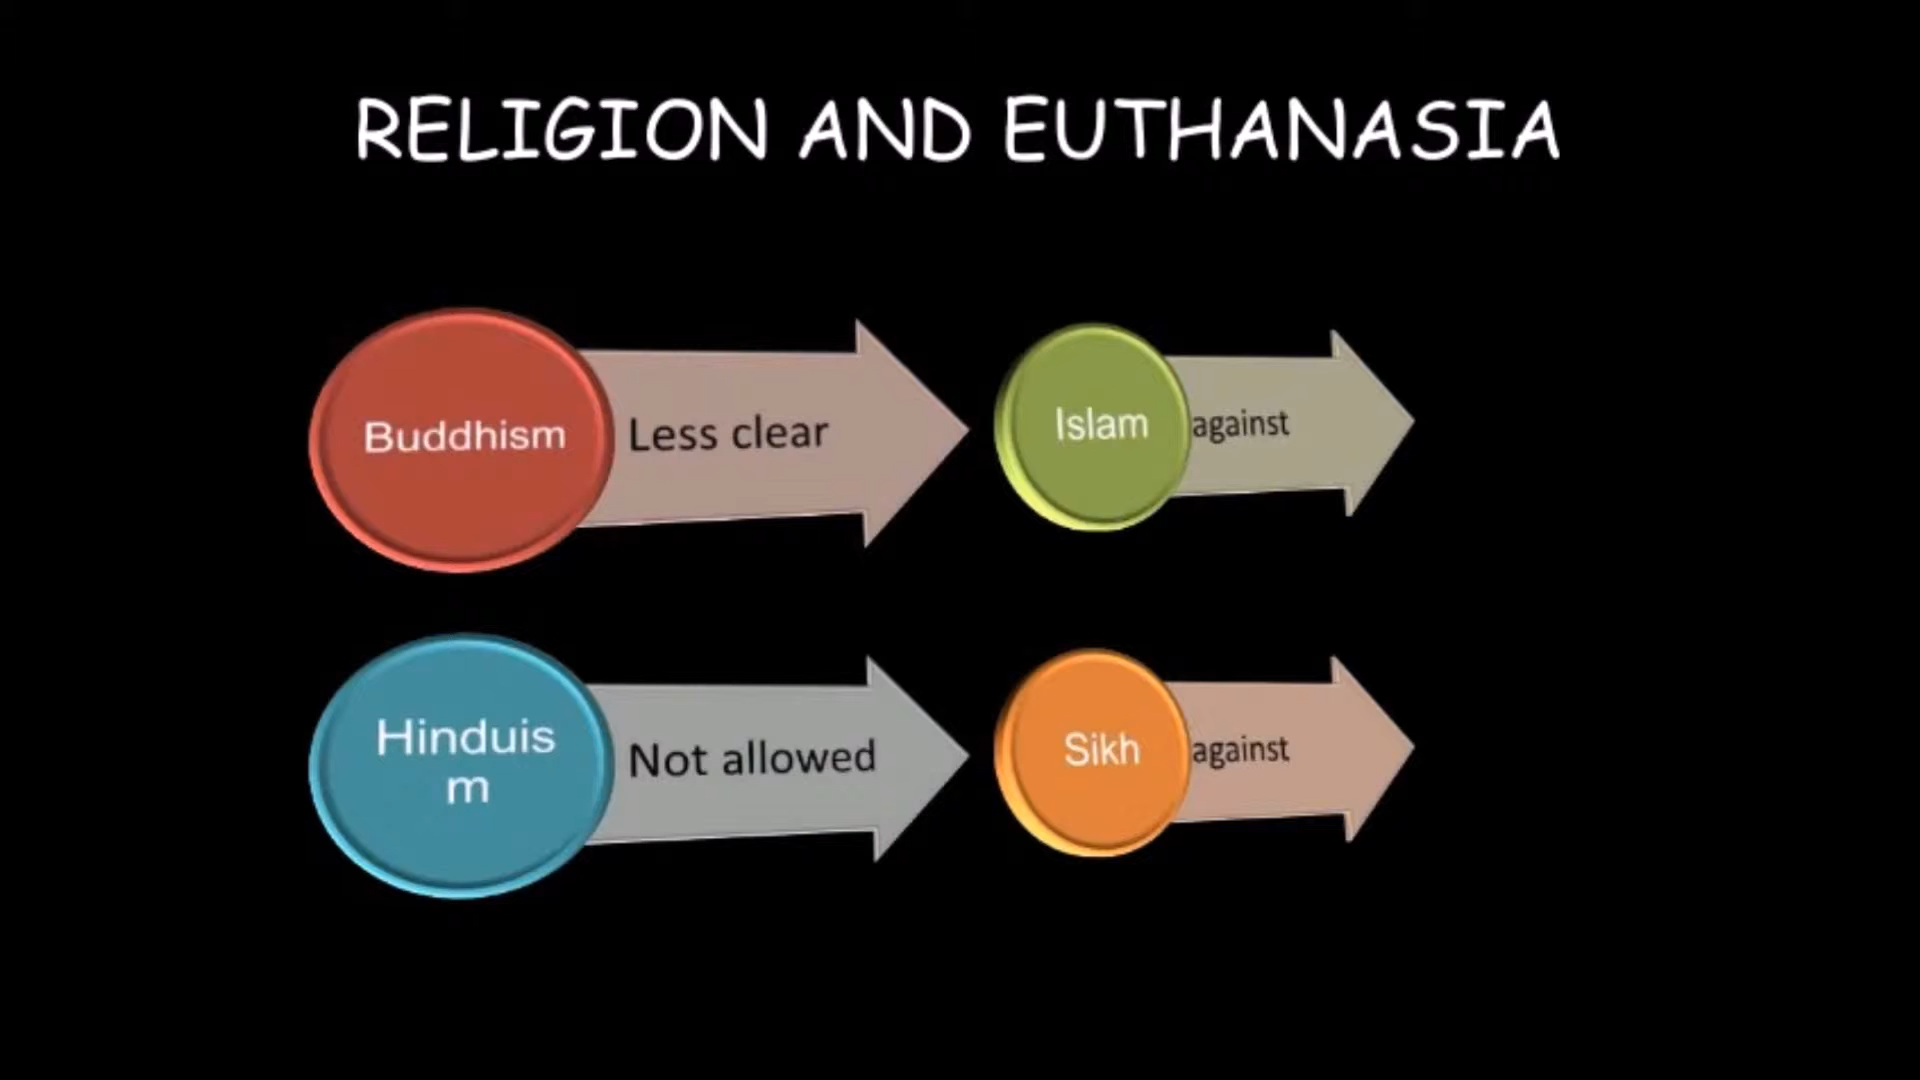 RELIGION AND EUTHANASIA
Buddhism
Less clear
Islam
against
Hinduis
m
Not allowed
Sikh
against